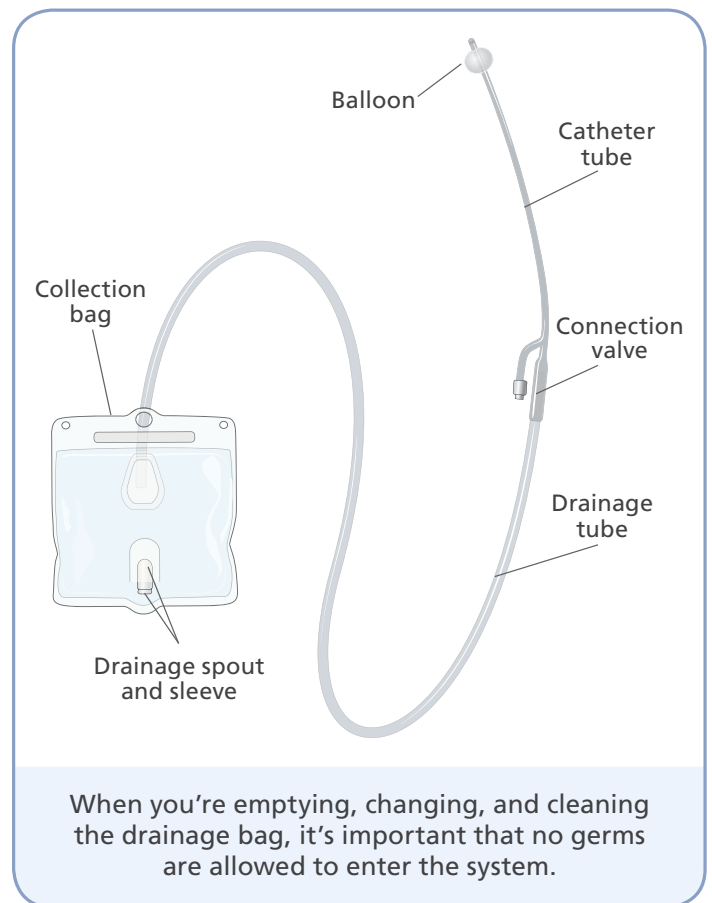 Balloon
Catheter
tube
Collection
bag
Connection
valve
Drainage
tube
Drainage spout
and sleeve
When you're emptying, changing, and cleaning
the drainage bag, it's important that no germs
are allowed to enter the system.